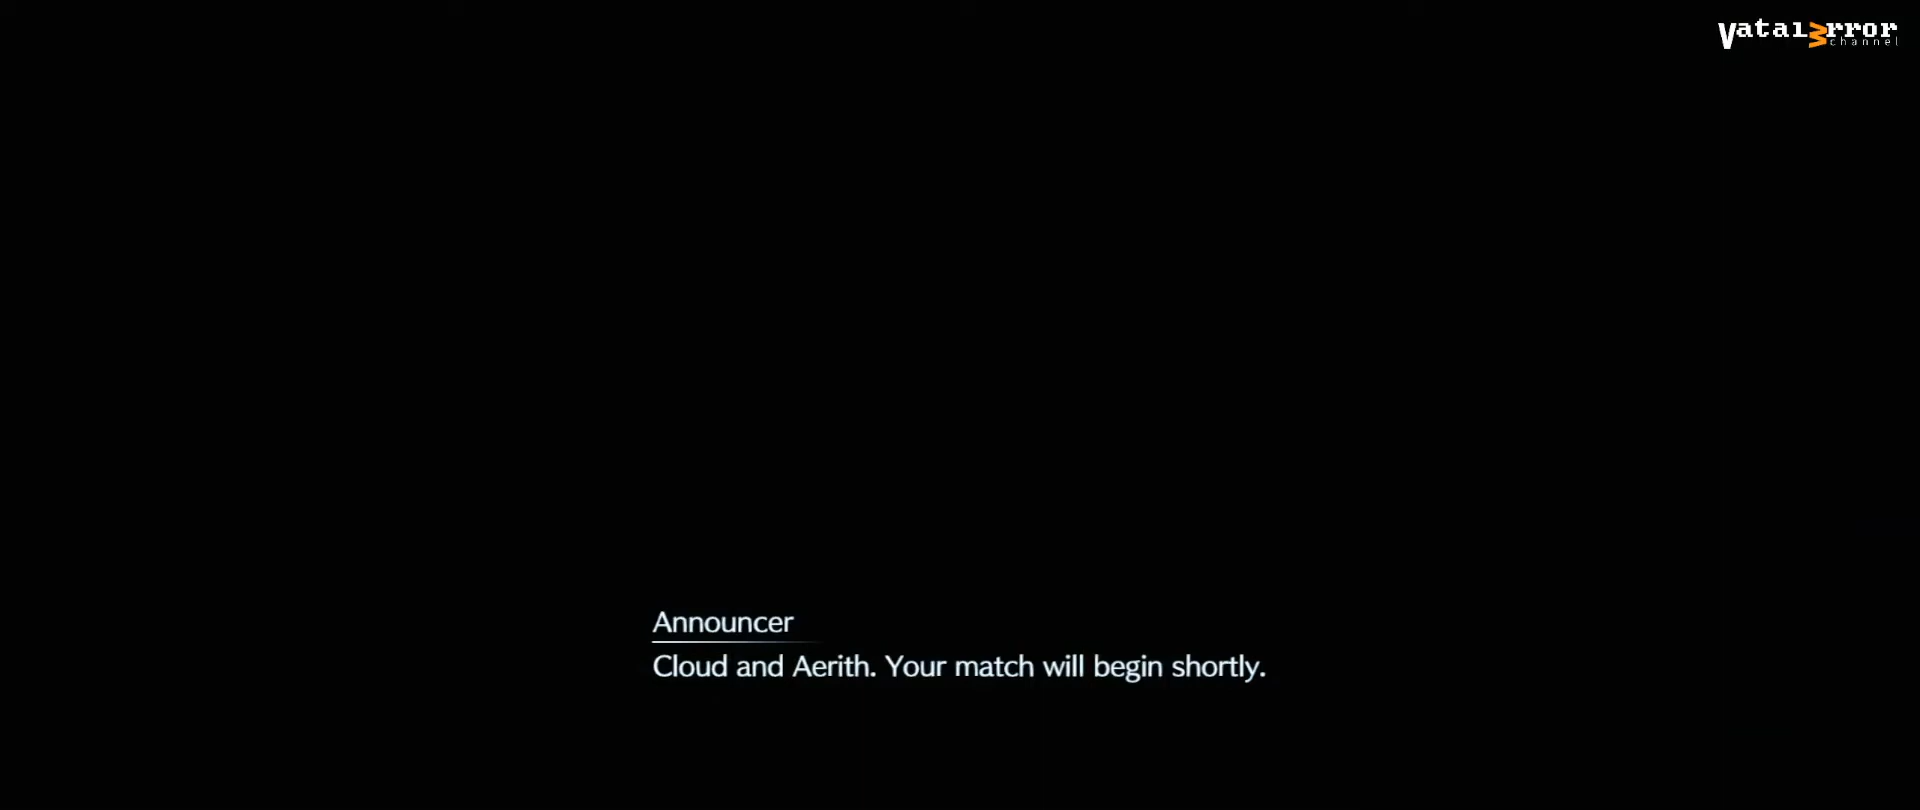 Vatalerror
channel
Announcer
Cloud and Aerith. Your match will begin shortly.